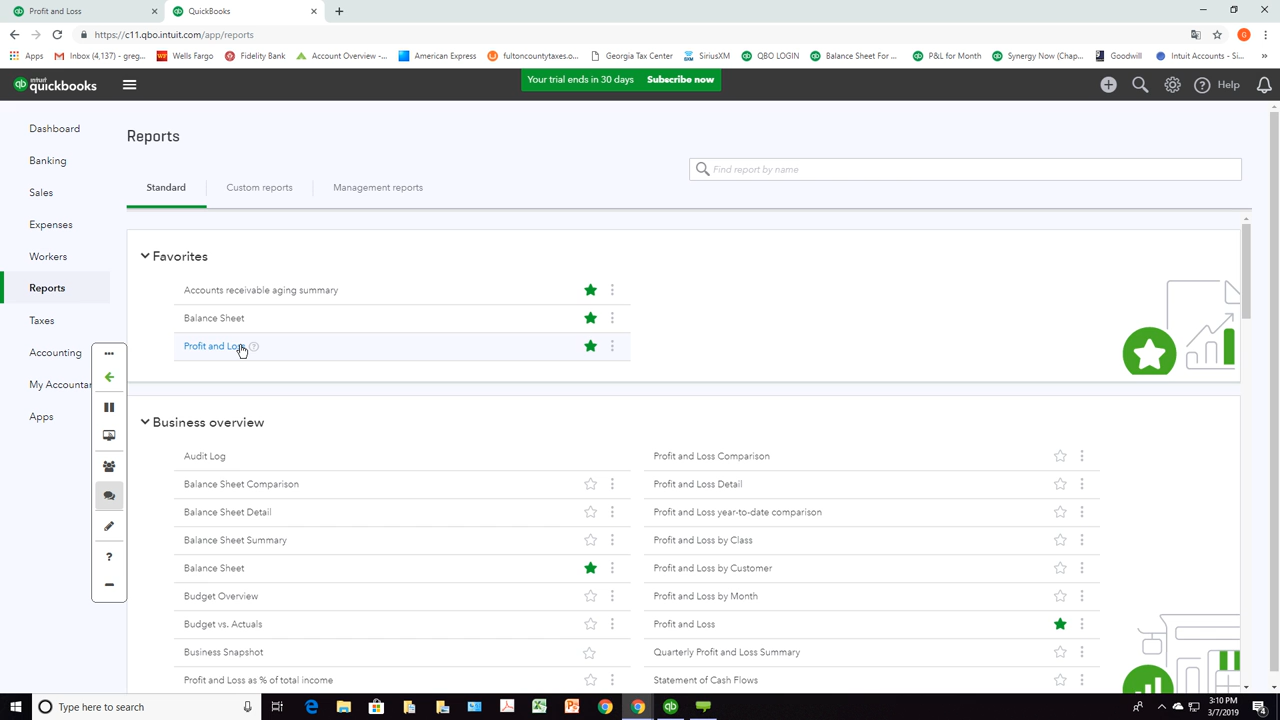 Profit and Loss
QuickBooks
https://c11.qbo.intuit.com/app/reports
Apps
Inbox (4,137) - greg...
Wells Fargo
Fidelity Bank
Account Overview -...
American Express
fultoncountytaxes.o...
Georgia Tax Center
SiriusXM
QBO LOGIN
Balance Sheet For ...
P&L for Month
Synergy Now (Chap...
Goodwill
Intuit Accounts - Si...
intuit
quickbooks
Your trial ends in 30 days Subscribe now
Help
Dashboard
Banking
Sales
Expenses
Workers
Reports
Taxes
Accounting
My Accountan
Apps
Reports
Find report by name
Standard
Custom reports
Management reports
Favorites
Accounts receivable aging summary
Balance Sheet
Profit and Loss
Business overview
Audit Log
Balance Sheet Comparison
Balance Sheet Detail
Balance Sheet Summary
Balance Sheet
Budget Overview
Budget vs. Actuals
Business Snapshot
Profit and Loss as % of total income
Profit and Loss Comparison
Profit and Loss Detail
Profit and Loss year-to-date comparison
Profit and Loss by Class
Profit and Loss by Customer
Profit and Loss by Month
Profit and Loss
Quarterly Profit and Loss Summary
Statement of Cash Flows
Type here to search
3:10 PM
3/7/2019